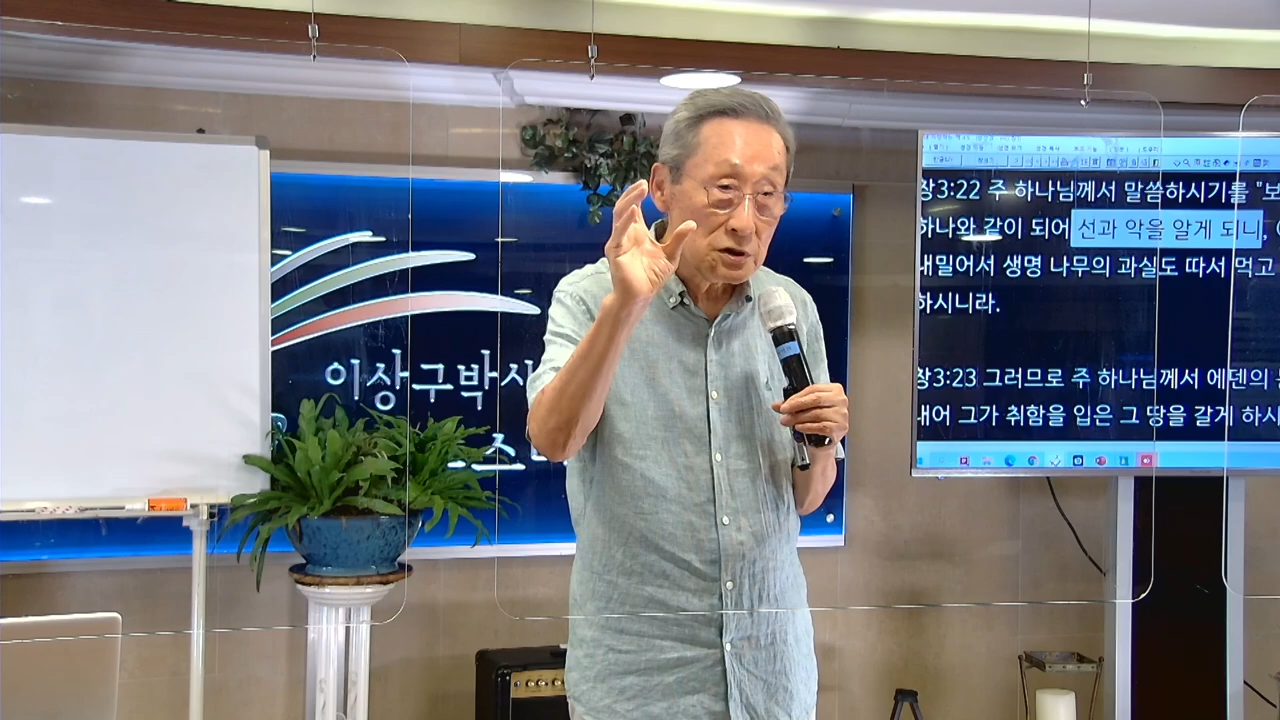 이상구박사
창3:22 주 하나님께서 말씀하시기를 "보
하나와 같이 되어 선과 악을 알게 되니,
내밀어서 생명 나무의 과실도 따서 먹고
하시니라.
창3:23 그러므로 주 하나님께서 에덴의
내어 그가 취함을 입은 그 땅을 갈게 하시